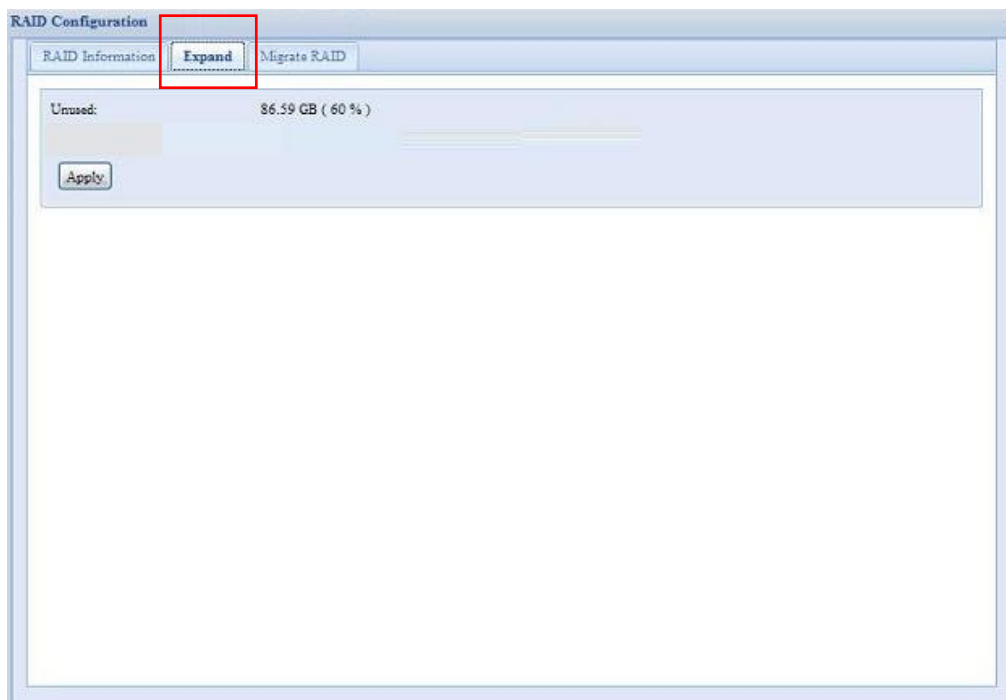 RAID Configuration
RAID Information Expand Migrate RAID
Unused: 86.59 GB ( 60 % )
Apply